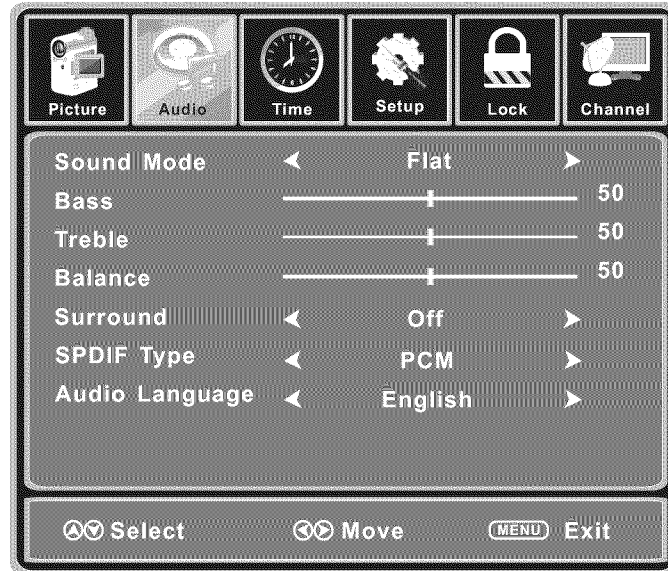 Picture Audio Time Setup Lock Channel
Sound Mode Flat
Bass 50
Treble 50
Balance 50
Surround Off
SPDIF Type PCM
Audio Language English
Select Move MENU Exit